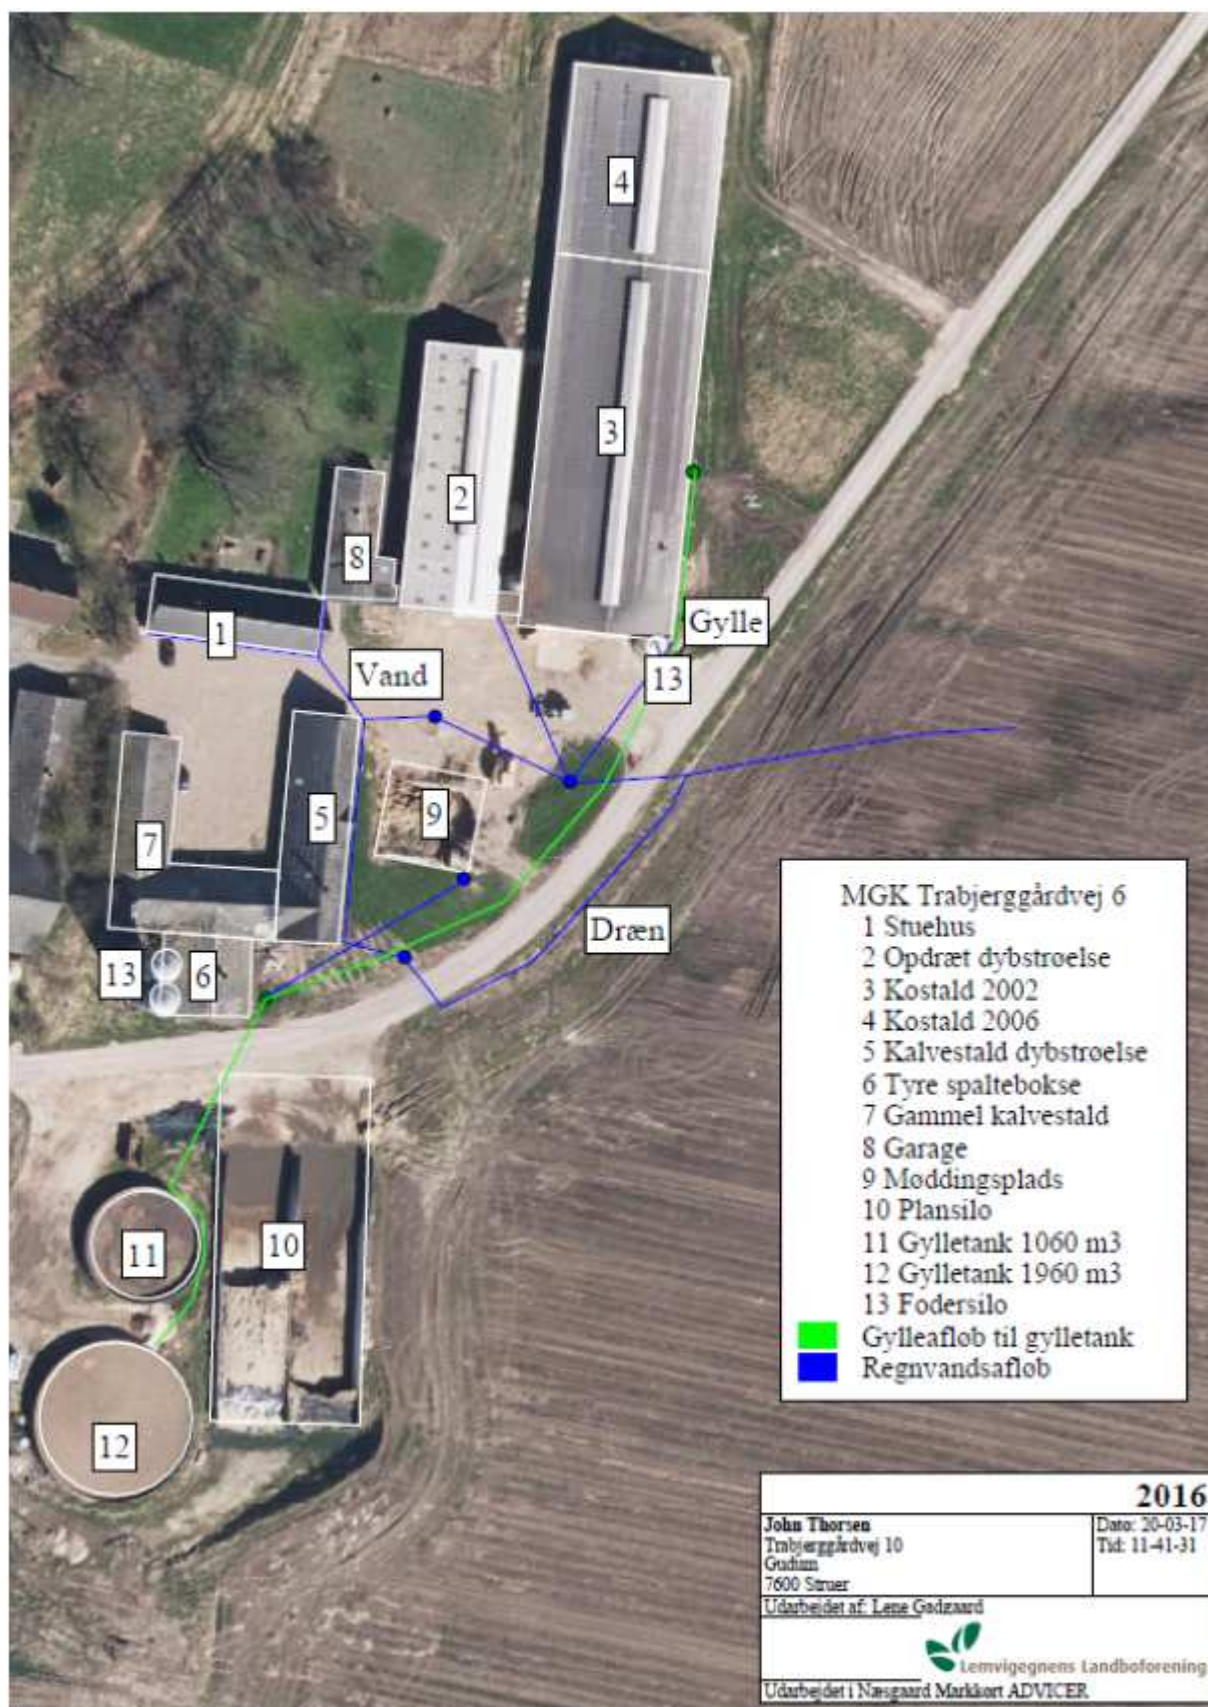 4
3
2
8
Gylle
1
Vand
13
5
9
7
Dræn
13
6
11
10
12
MGK Trabjerggårdvej 6
1 Stuehus
2 Opdræt dybstrøelse
3 Kostald 2002
4 Kostald 2006
5 Kalvestald dybstrøelse
6 Tyre spaltebokse
7 Gammel kalvestald
8 Garage
9 Møddingsplads
10 Plansilo
11 Gylletank 1060 m3
12 Gylletank 1960 m3
13 Fodersilo
Gylleafløb til gylletank
Regnvandsafløb
2016
John Thorsen
Trabjerggårdvej 10
Gudum
7600 Struer
Dato: 20-03-17
Tid: 11-41-31
Udarbejdet af: Lene Gadgaard
Lemvigegnens Landboforening
Udarbejdet i Næsgaard Markkort ADVICER